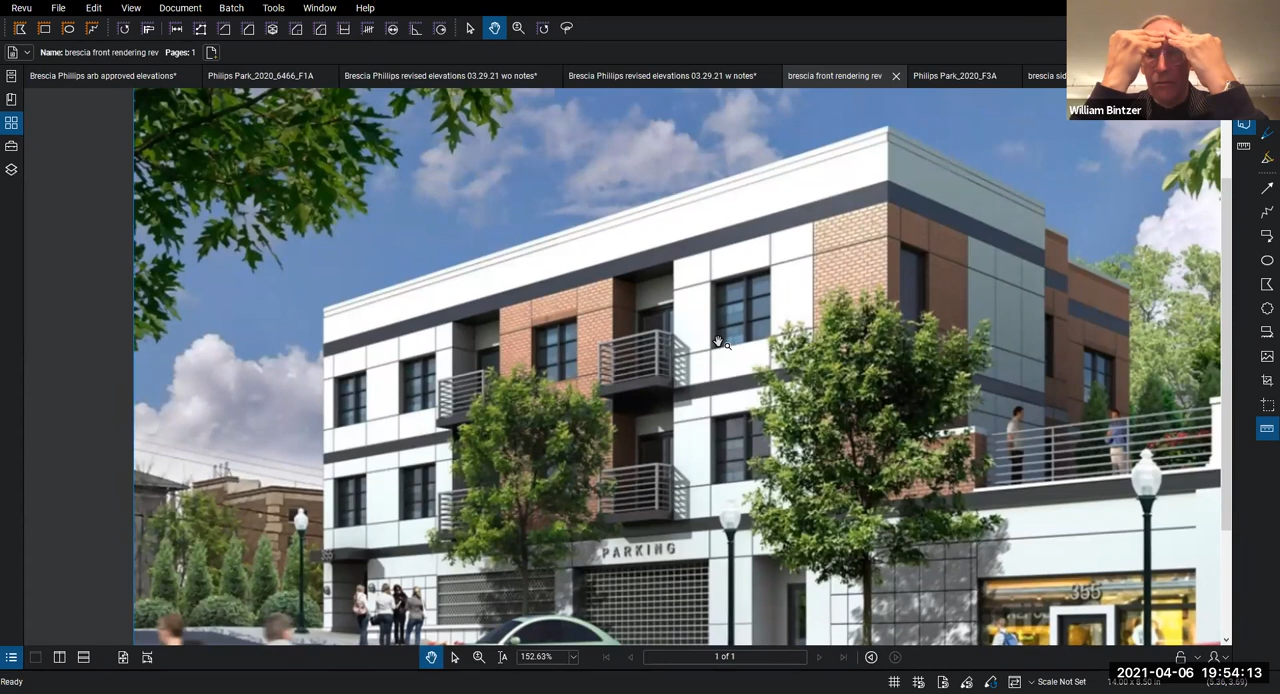 Revu File Edit View Document Batch Tools Window Help
Name: brescia front rendering rev Pages: 1
Brescia Phillips arb approved elevations* Philips Park_2020_6466_F1A Brescia Phillips revised elevations 03.29.21 wo notes* Brescia Phillips revised elevations 03.29.21 w notes* brescia front rendering rev Philips Park_2020_F3A brescia sid
William Bintzer
PARKING
355
152.63% 1 of 1
2021-04-06 19:54:13
Ready Scale Not Set